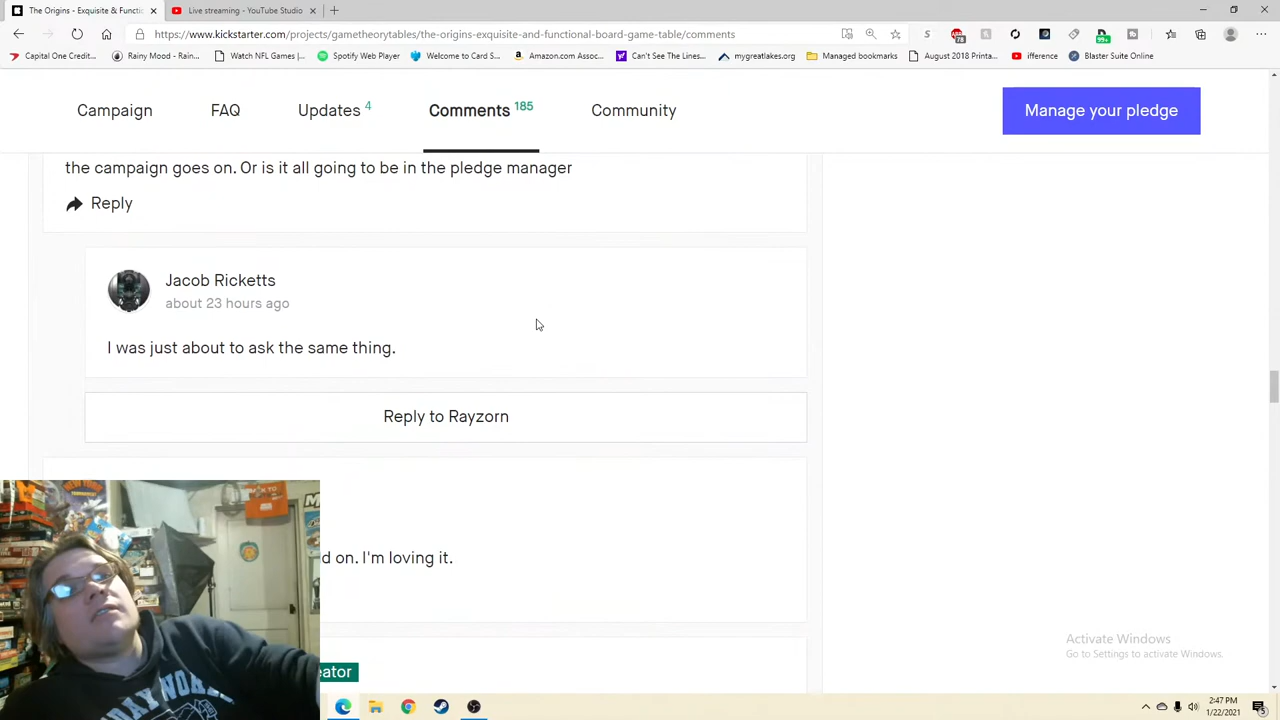 The Origins - Exquisite & Functi
Live streaming - YouTube Studio
https://www.kickstarter.com/projects/gametheorytables/the-origins-exquisite-and-functional-board-game-table/comments
Capital One Credit...
Rainy Mood - Rain...
Watch MLG Games |...
Spotify Web Player
Welcome to Card S...
Amazon.com Assoc...
Can't See The Lines...
mygreatlakes.org
Managed bookmarks
August 2018 Printa...
ifference
Blaster Suite Online
Campaign
FAQ
Updates 4
Comments 185
Community
Manage your pledge
the campaign goes on. Or is it all going to be in the pledge manager
Reply
Jacob Ricketts
about 23 hours ago
I was just about to ask the same thing.
Reply to Rayzorn
d on. I'm loving it.
eator
Activate Windows
Go to Settings to activate Windows.
2:47 PM
1/22/2021